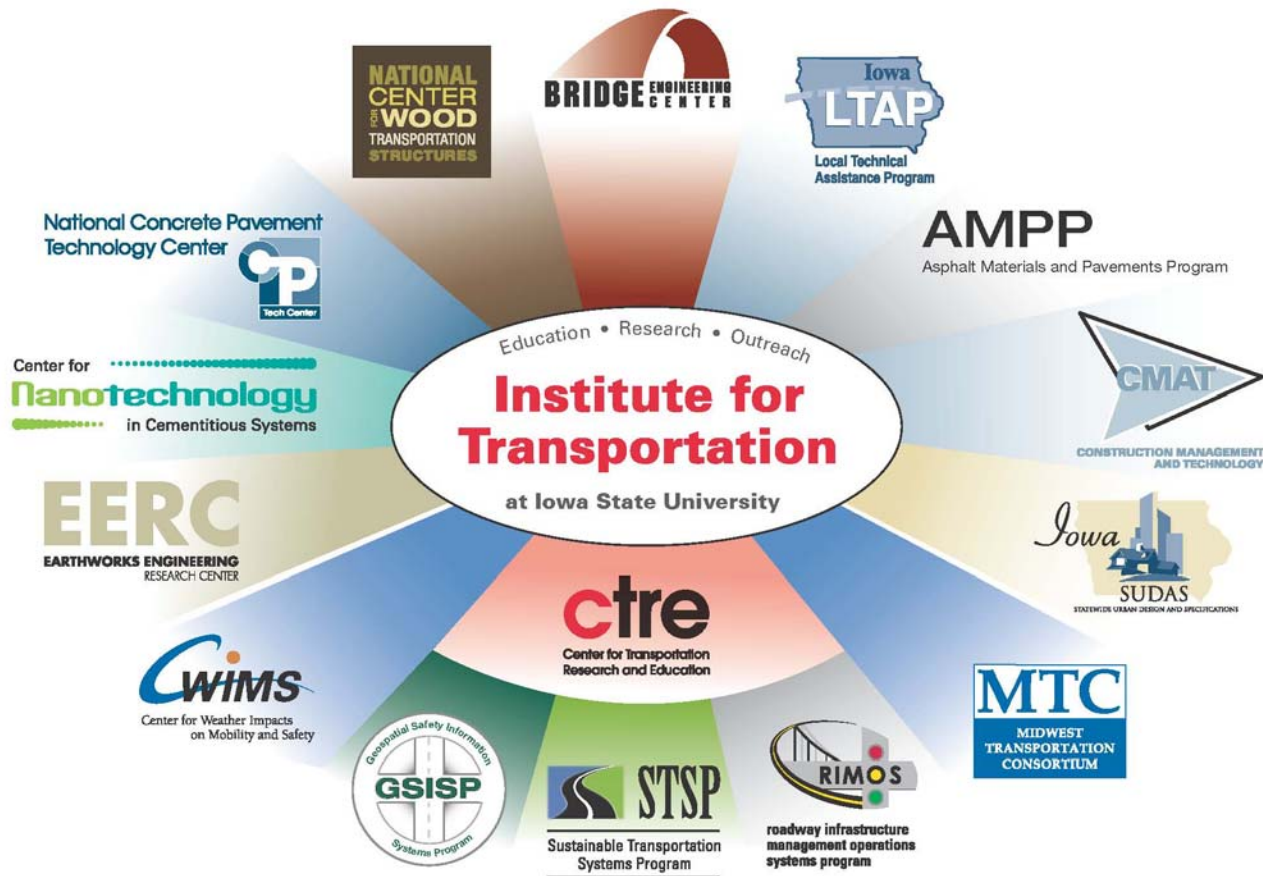 NATIONAL
CENTER
FOR WOOD
TRANSPORTATION
STRUCTURES
BRIDGE ENGINEERING
CENTER
Iowa
LTAP
Local Technical
Assistance Program
National Concrete Pavement
Technology Center
CP
Tech Center
AMPP
Asphalt Materials and Pavements Program
Center for
Nanotechnology
in Cementitious Systems
Education • Research • Outreach
Institute for
Transportation
at Iowa State University
CMAT
CONSTRUCTION MANAGEMENT
AND TECHNOLOGY
EERC
EARTHWORKS ENGINEERING
RESEARCH CENTER
Iowa
SUDAS
STATEWIDE URBAN DESIGN AND SPECIFICATIONS
ctre
Center for Transportation
Research and Education
CWIMS
Center for Weather Impacts
on Mobility and Safety
MTC
MIDWEST
TRANSPORTATION
CONSORTIUM
Geospatial Safety Information
GSISP
Systems Program
STSP
Sustainable Transportation
Systems Program
RIMOS
roadway infrastructure
management operations
systems program